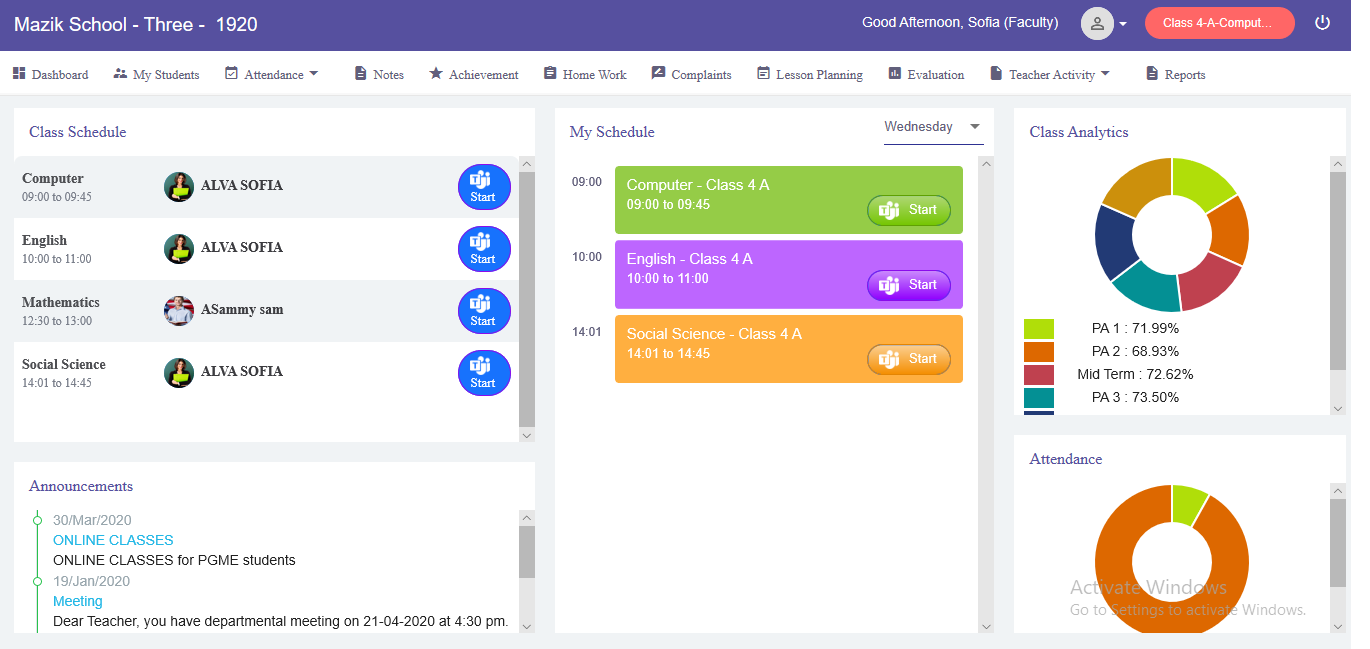 Mazik School - Three -  1920
Good Afternoon, Sofia (Faculty)
Class 4-A-Comput...
Dashboard
My Students
Attendance
Notes
Achievement
Home Work
Complaints
Lesson Planning
Evaluation
Teacher Activity
Reports
Class Schedule
Computer
09:00 to 09:45
ALVA SOFIA
Start
English
10:00 to 11:00
ALVA SOFIA
Start
Mathematics
12:30 to 13:00
ASammy sam
Start
Social Science
14:01 to 14:45
ALVA SOFIA
Start
Announcements
30/Mar/2020
ONLINE CLASSES
ONLINE CLASSES for PGME students
19/Jan/2020
Meeting
Dear Teacher, you have departmental meeting on 21-04-2020 at 4:30 pm.
My Schedule
Wednesday
09:00
Computer - Class 4 A
09:00 to 09:45
Start
10:00
English - Class 4 A
10:00 to 11:00
Start
14:01
Social Science - Class 4 A
14:01 to 14:45
Start
Class Analytics
PA 1 : 71.99%
PA 2 : 68.93%
Mid Term : 72.62%
PA 3 : 73.50%
Attendance
Activate Windows
Go to Settings to activate Windows.